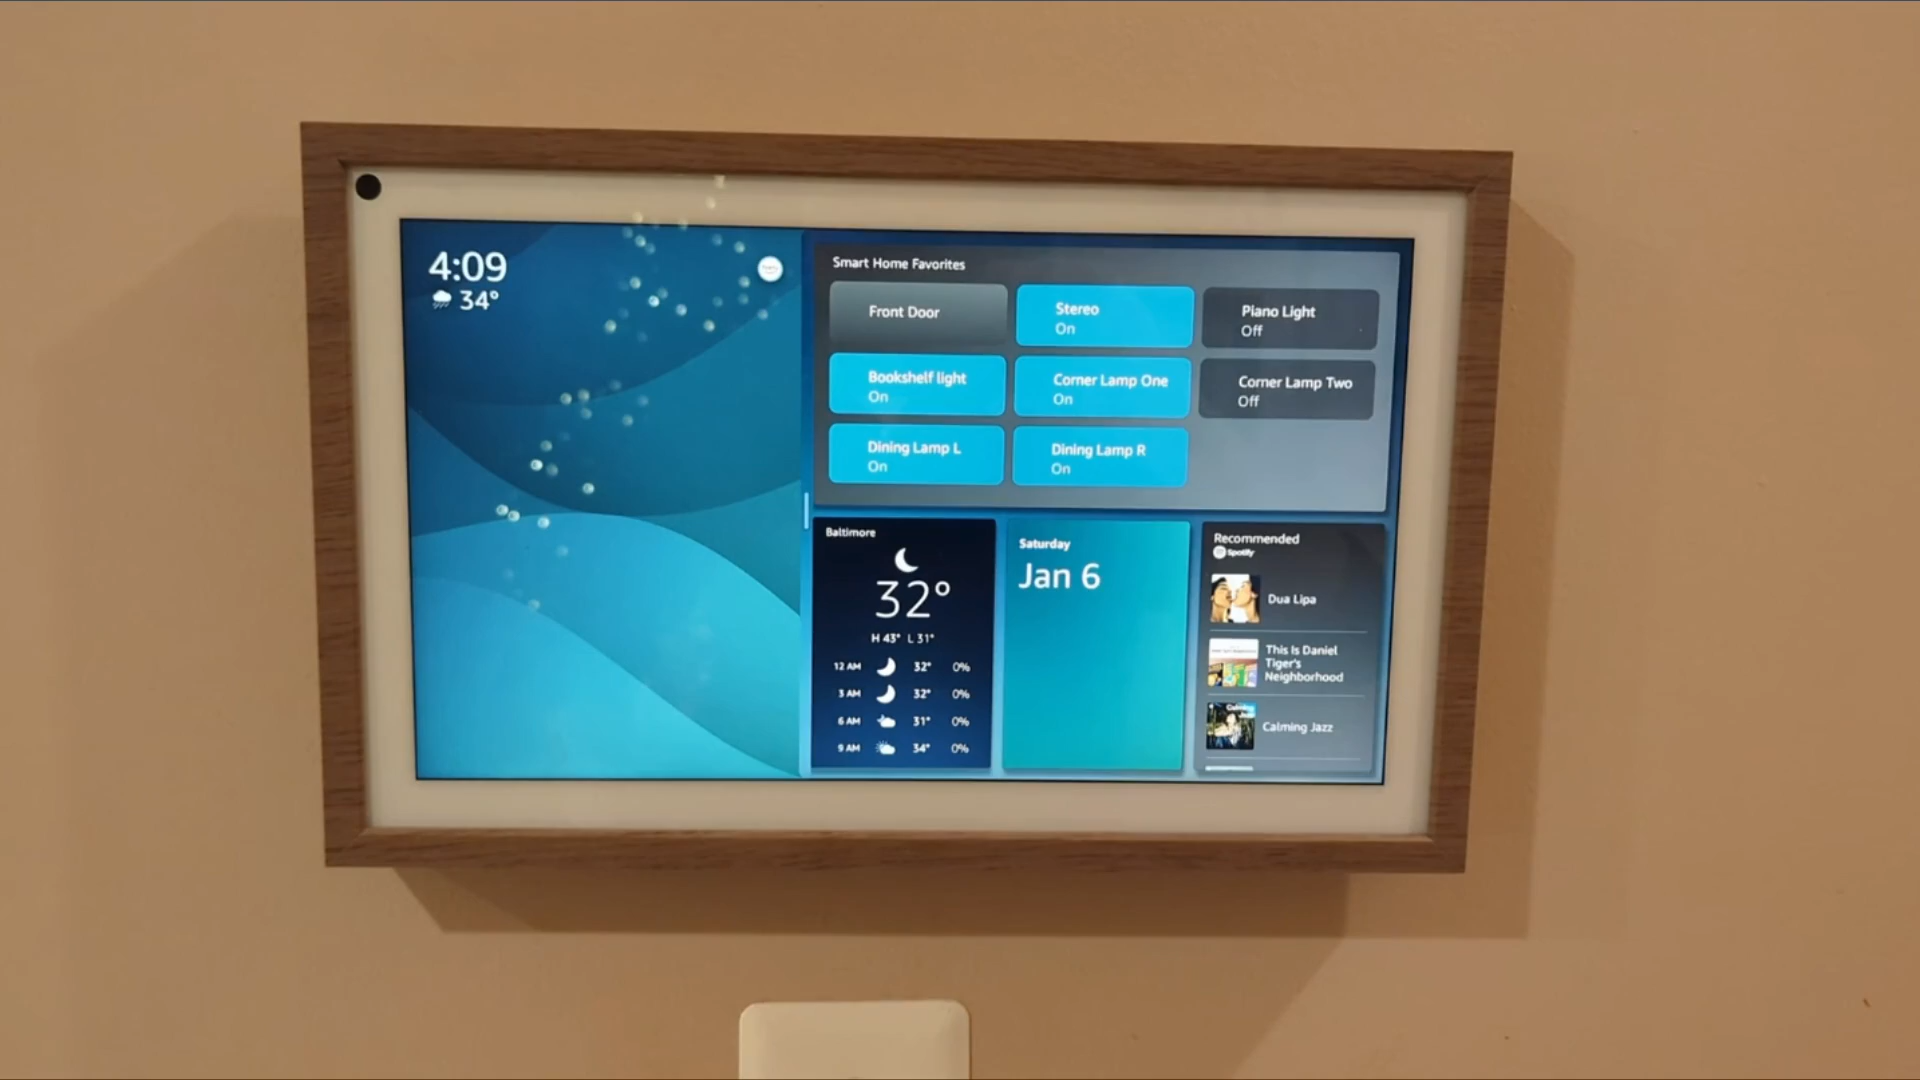 4:09
34°
Smart Home Favorites
Front Door
Stereo
On
Piano Light
Off
Bookshelf light
On
Corner Lamp One
On
Corner Lamp Two
Off
Dining Lamp L
On
Dining Lamp R
On
Baltimore
32°
H 43° L 31°
12 AM 32° 0%
3 AM 32° 0%
6 AM 31° 0%
9 AM 34° 0%
Saturday
Jan 6
Recommended
Spotify
Dua Lipa
This Is Daniel
Tiger's
Neighborhood
Calming Jazz